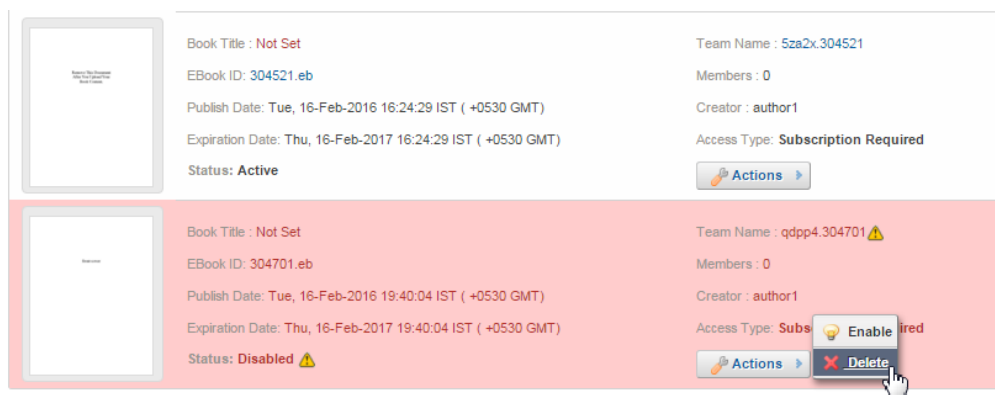 Book Title : Not Set
EBook ID: 304521.eb
Publish Date: Tue, 16-Feb-2016 16:24:29 IST ( +0530 GMT)
Expiration Date: Thu, 16-Feb-2017 16:24:29 IST ( +0530 GMT)
Status: Active
Team Name : 5za2x.304521
Members : 0
Creator : author1
Access Type: Subscription Required
Actions
Book Title : Not Set
EBook ID: 304701.eb
Publish Date: Tue, 16-Feb-2016 19:40:04 IST ( +0530 GMT)
Expiration Date: Thu, 16-Feb-2017 19:40:04 IST ( +0530 GMT)
Status: Disabled
Team Name : qdpp4.304701
Members : 0
Creator : author1
Access Type: Subs ired
Actions
Enable
Delete